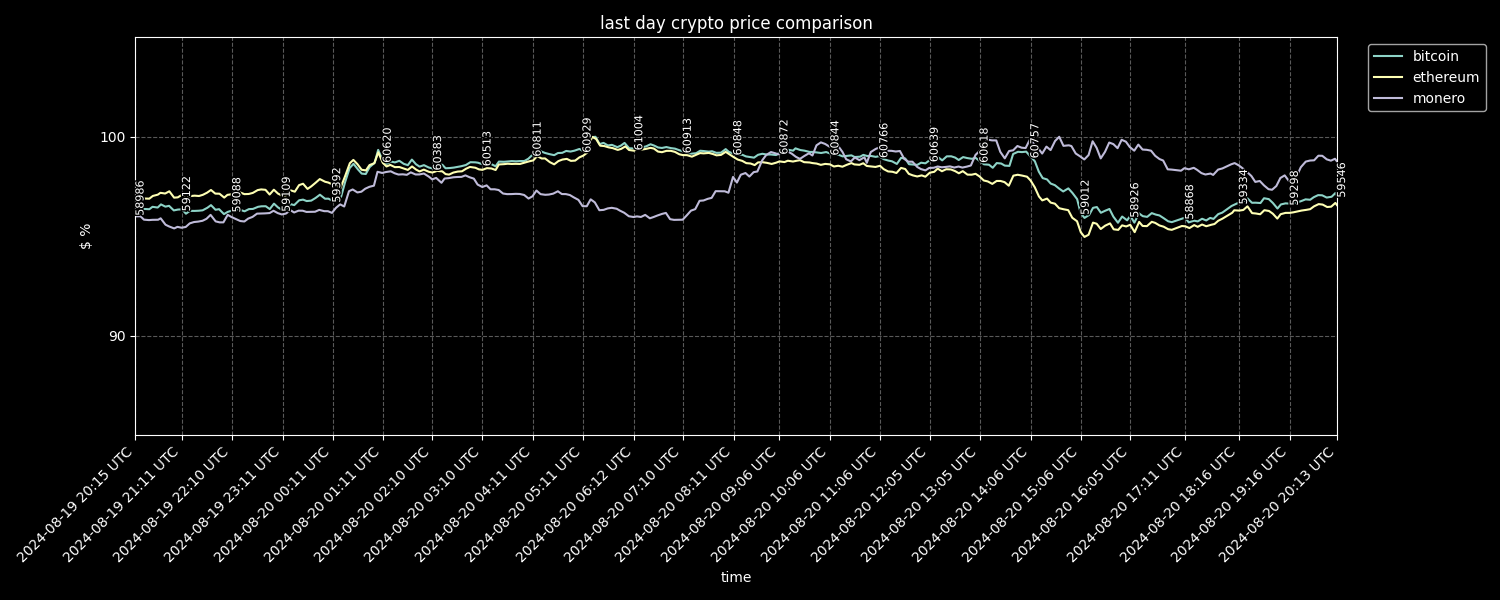 last day crypto price comparison
bitcoin
ethereum
monero
100
90
$ %
58986
59122
59088
59109
59392
60620
60383
60513
60811
60929
61004
60913
60848
60872
60844
60766
60639
60618
60757
59012
58926
58868
59334
59298
59546
2024-08-19 20:15 UTC
2024-08-19 21:11 UTC
2024-08-19 22:10 UTC
2024-08-19 23:11 UTC
2024-08-20 00:11 UTC
2024-08-20 01:11 UTC
2024-08-20 02:10 UTC
2024-08-20 03:10 UTC
2024-08-20 04:11 UTC
2024-08-20 05:11 UTC
2024-08-20 06:12 UTC
2024-08-20 07:10 UTC
2024-08-20 08:11 UTC
2024-08-20 09:06 UTC
2024-08-20 10:06 UTC
2024-08-20 11:06 UTC
2024-08-20 12:05 UTC
2024-08-20 13:05 UTC
2024-08-20 14:06 UTC
2024-08-20 15:06 UTC
2024-08-20 16:05 UTC
2024-08-20 17:11 UTC
2024-08-20 18:16 UTC
2024-08-20 19:16 UTC
2024-08-20 20:13 UTC
time